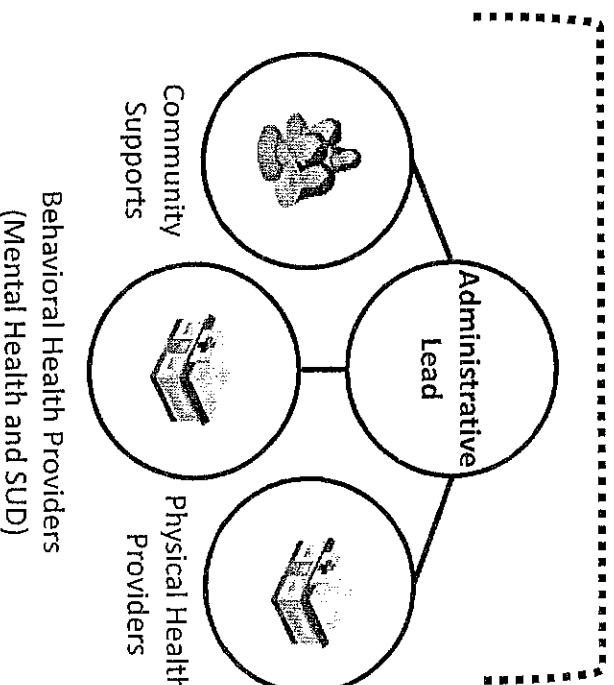 Administrative
Lead
Community
Supports
Physical Health
Providers
Behavioral Health Providers
(Mental Health and SUD)